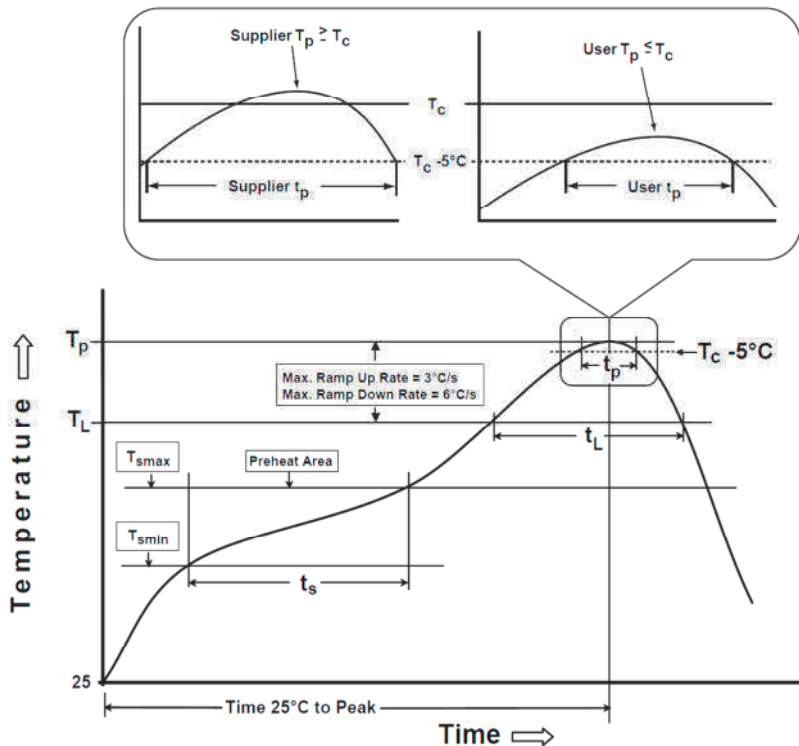 Supplier Tp ≥ Tc
User Tp ≤ Tc
Tc
Tc -5°C
Supplier tp
User tp
Tp
Tc -5°C
tp
Max. Ramp Up Rate = 3°C/s
Max. Ramp Down Rate = 6°C/s
TL
tL
Tsmax
Preheat Area
Tsmin
ts
Temperature
25
Time 25°C to Peak
Time